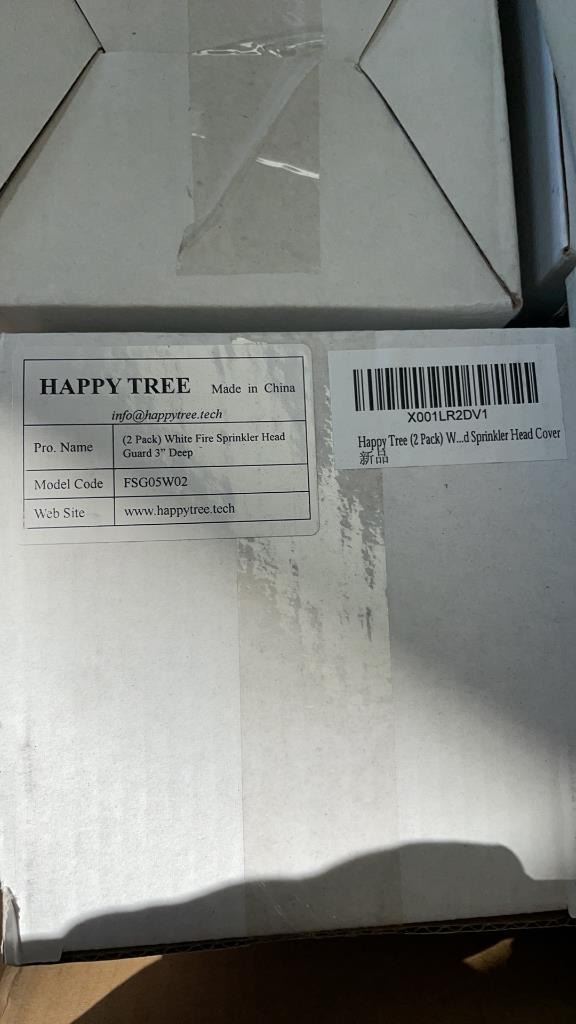 HAPPY TREE Made in China
info@happytree.tech
Pro. Name (2 Pack) White Fire Sprinkler Head
Guard 3” Deep
Model Code FSG05W02
Web Site www.happytree.tech
X001LR2DV1
Happy Tree (2 Pack) W...d Sprinkler Head Cover
新品